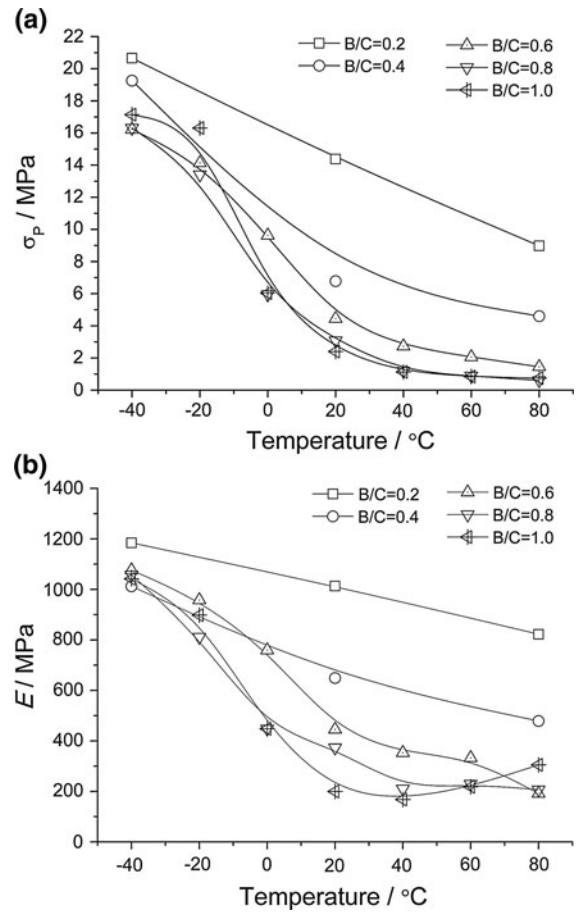 (a)
B/C=0.2 B/C=0.6
B/C=0.4 B/C=0.8
B/C=1.0
22
20
18
16
14
12
10
8
6
4
2
0
σP / MPa
-40 -20 0 20 40 60 80
Temperature / °C
(b)
B/C=0.2 B/C=0.6
B/C=0.4 B/C=0.8
B/C=1.0
1400
1200
1000
800
600
400
200
0
E / MPa
-40 -20 0 20 40 60 80
Temperature / °C